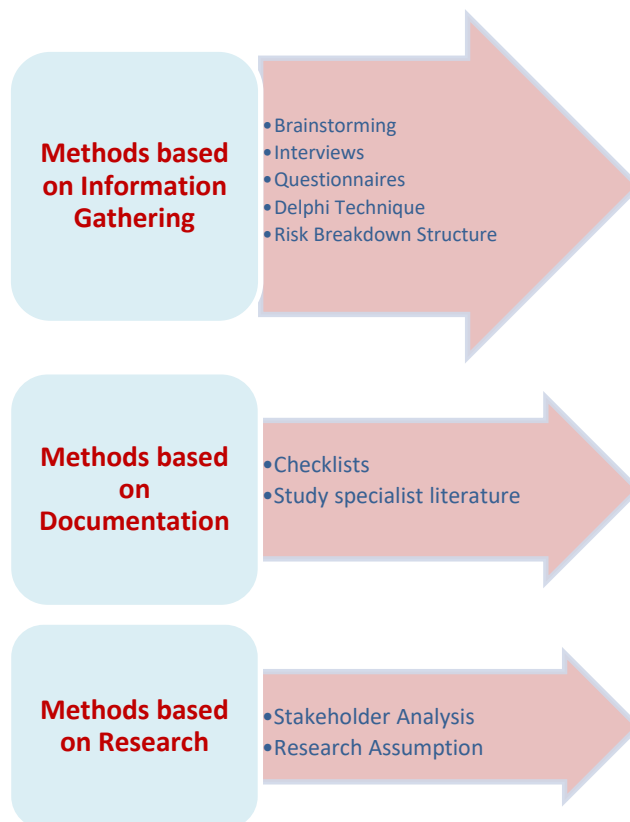 Methods based
on Information
Gathering
•Brainstorming
•Interviews
•Questionnaires
•Delphi Technique
•Risk Breakdown Structure
Methods based
on
Documentation
•Checklists
•Study specialist literature
Methods based
on Research
•Stakeholder Analysis
•Research Assumption